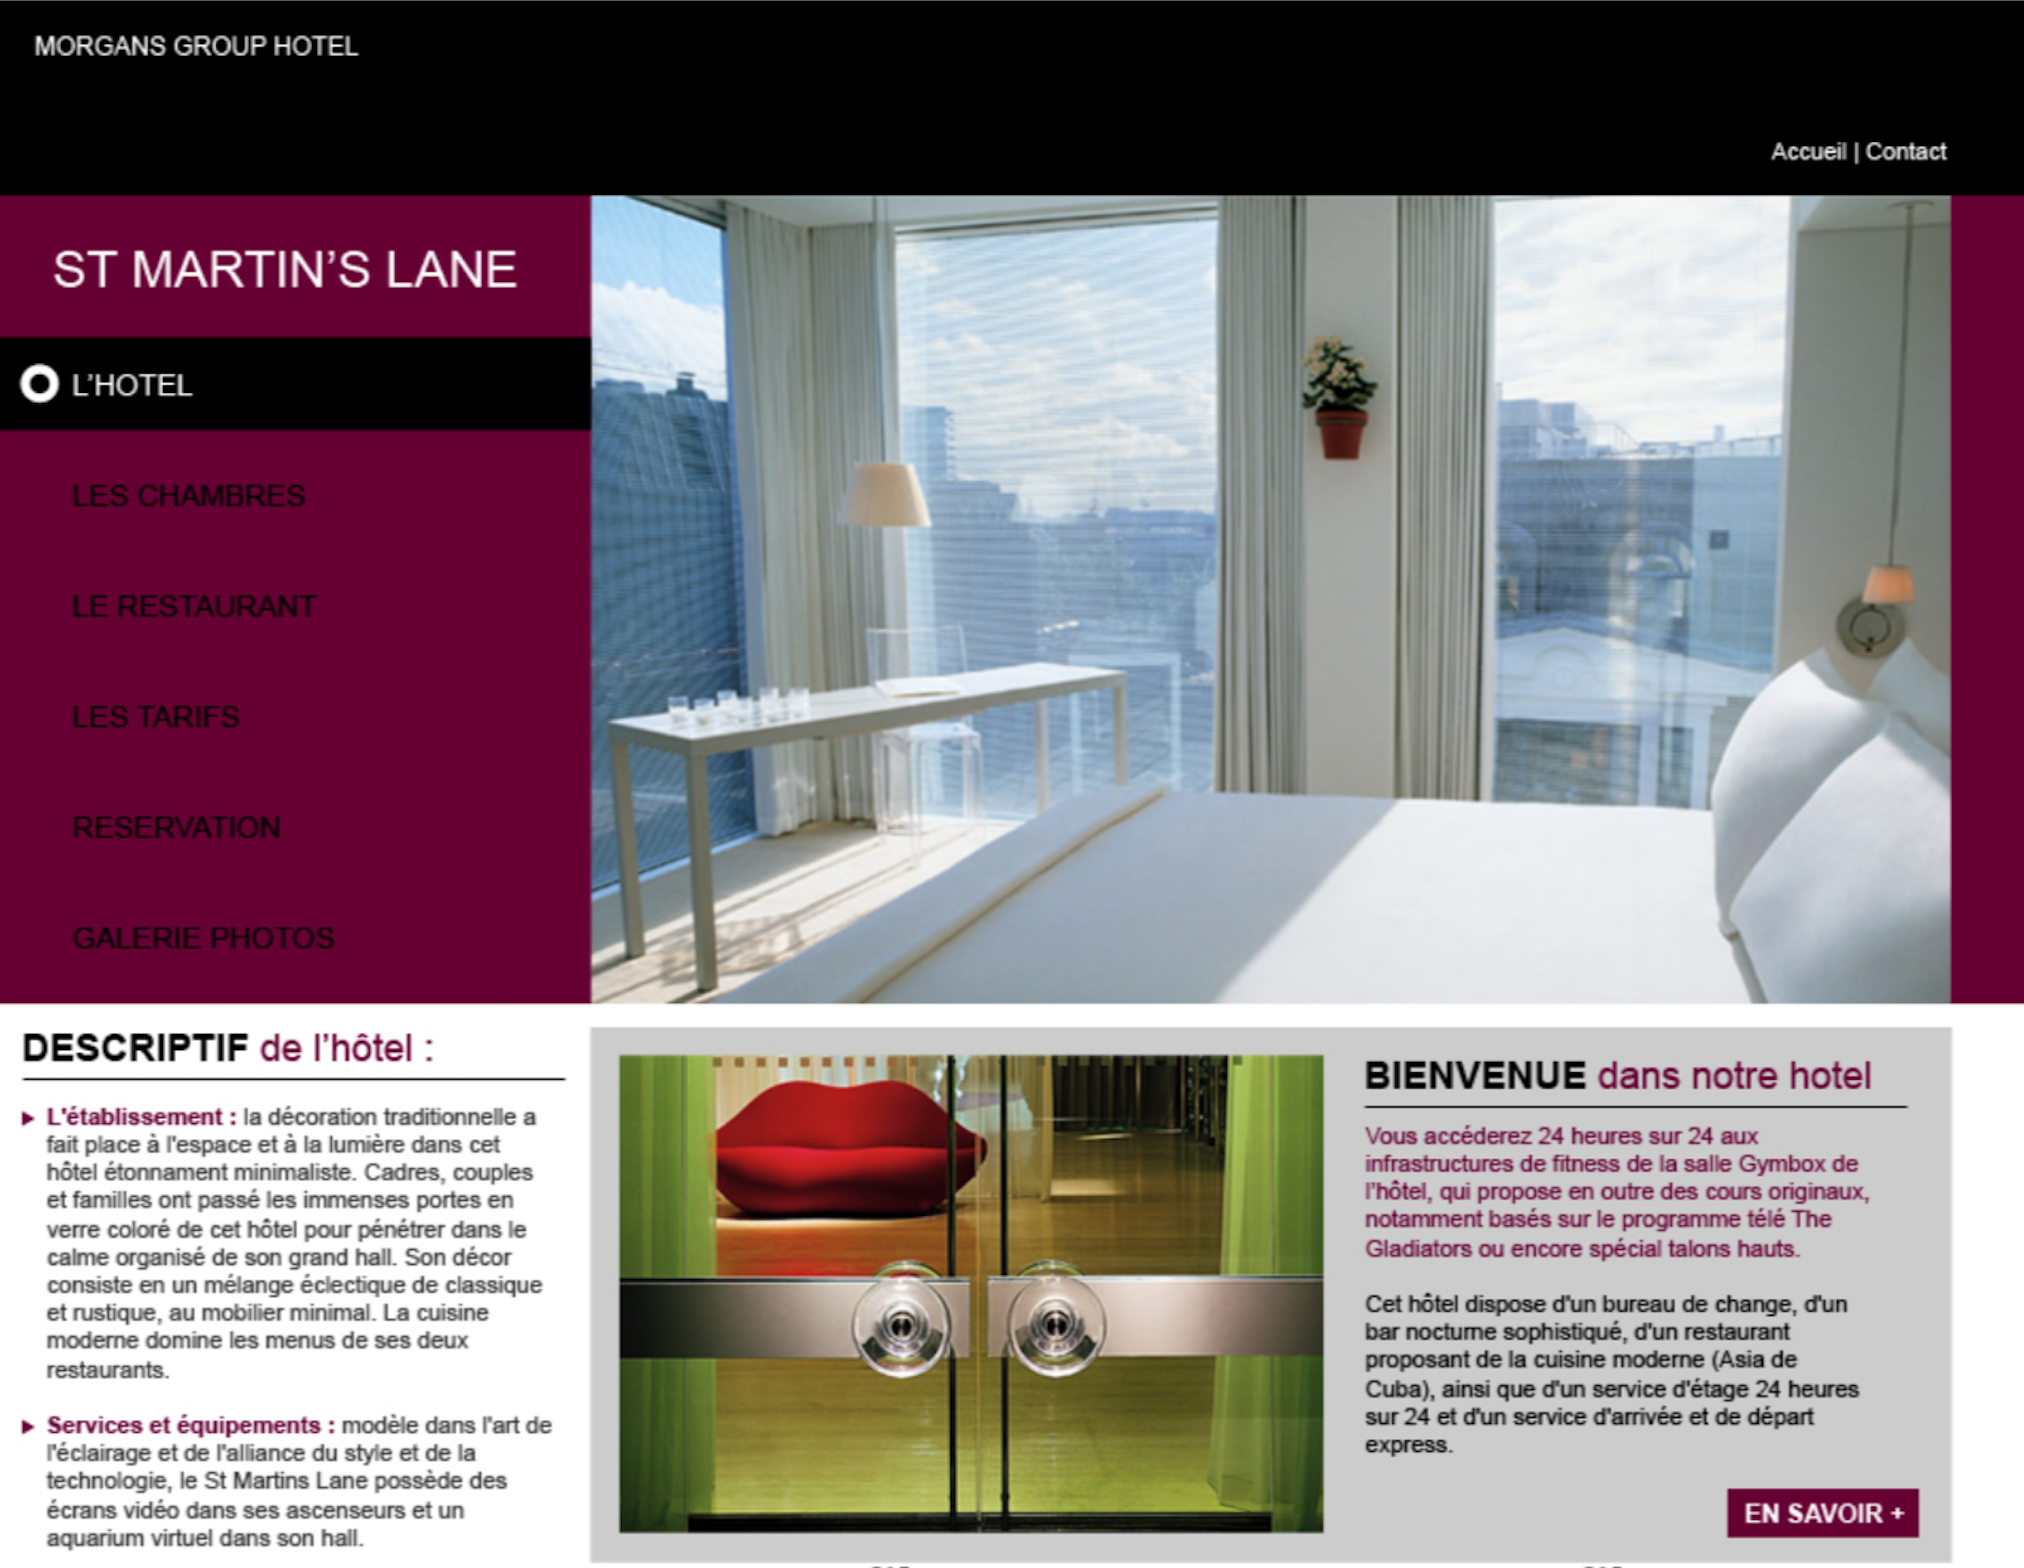 MORGANS GROUP HOTEL
Accueil | Contact
ST MARTIN’S LANE
L’HOTEL
LES CHAMBRES
LE RESTAURANT
LES TARIFS
RESERVATION
GALERIE PHOTOS
DESCRIPTIF de l’hôtel :
L'établissement : la décoration traditionnelle a
fait place à l'espace et à la lumière dans cet
hôtel étonnament minimaliste. Cadres, couples
et familles ont passé les immenses portes en
verre coloré de cet hôtel pour pénétrer dans le
calme organisé de son grand hall. Son décor
consiste en un mélange éclectique de classique
et rustique, au mobilier minimal. La cuisine
moderne domine les menus de ses deux
restaurants.
Services et équipements : modèle dans l'art de
l'éclairage et de l'alliance du style et de la
technologie, le St Martins Lane possède des
écrans vidéo dans ses ascenseurs et un
aquarium virtuel dans son hall.
BIENVENUE dans notre hotel
Vous accéderez 24 heures sur 24 aux
infrastructures de fitness de la salle Gymbox de
l'hôtel, qui propose en outre des cours originaux,
notamment basés sur le programme télé The
Gladiators ou encore spécial talons hauts.
Cet hôtel dispose d'un bureau de change, d'un
bar nocturne sophistiqué, d'un restaurant
proposant de la cuisine moderne (Asia de
Cuba), ainsi que d'un service d'étage 24 heures
sur 24 et d'un service d'arrivée et de départ
express.
EN SAVOIR +